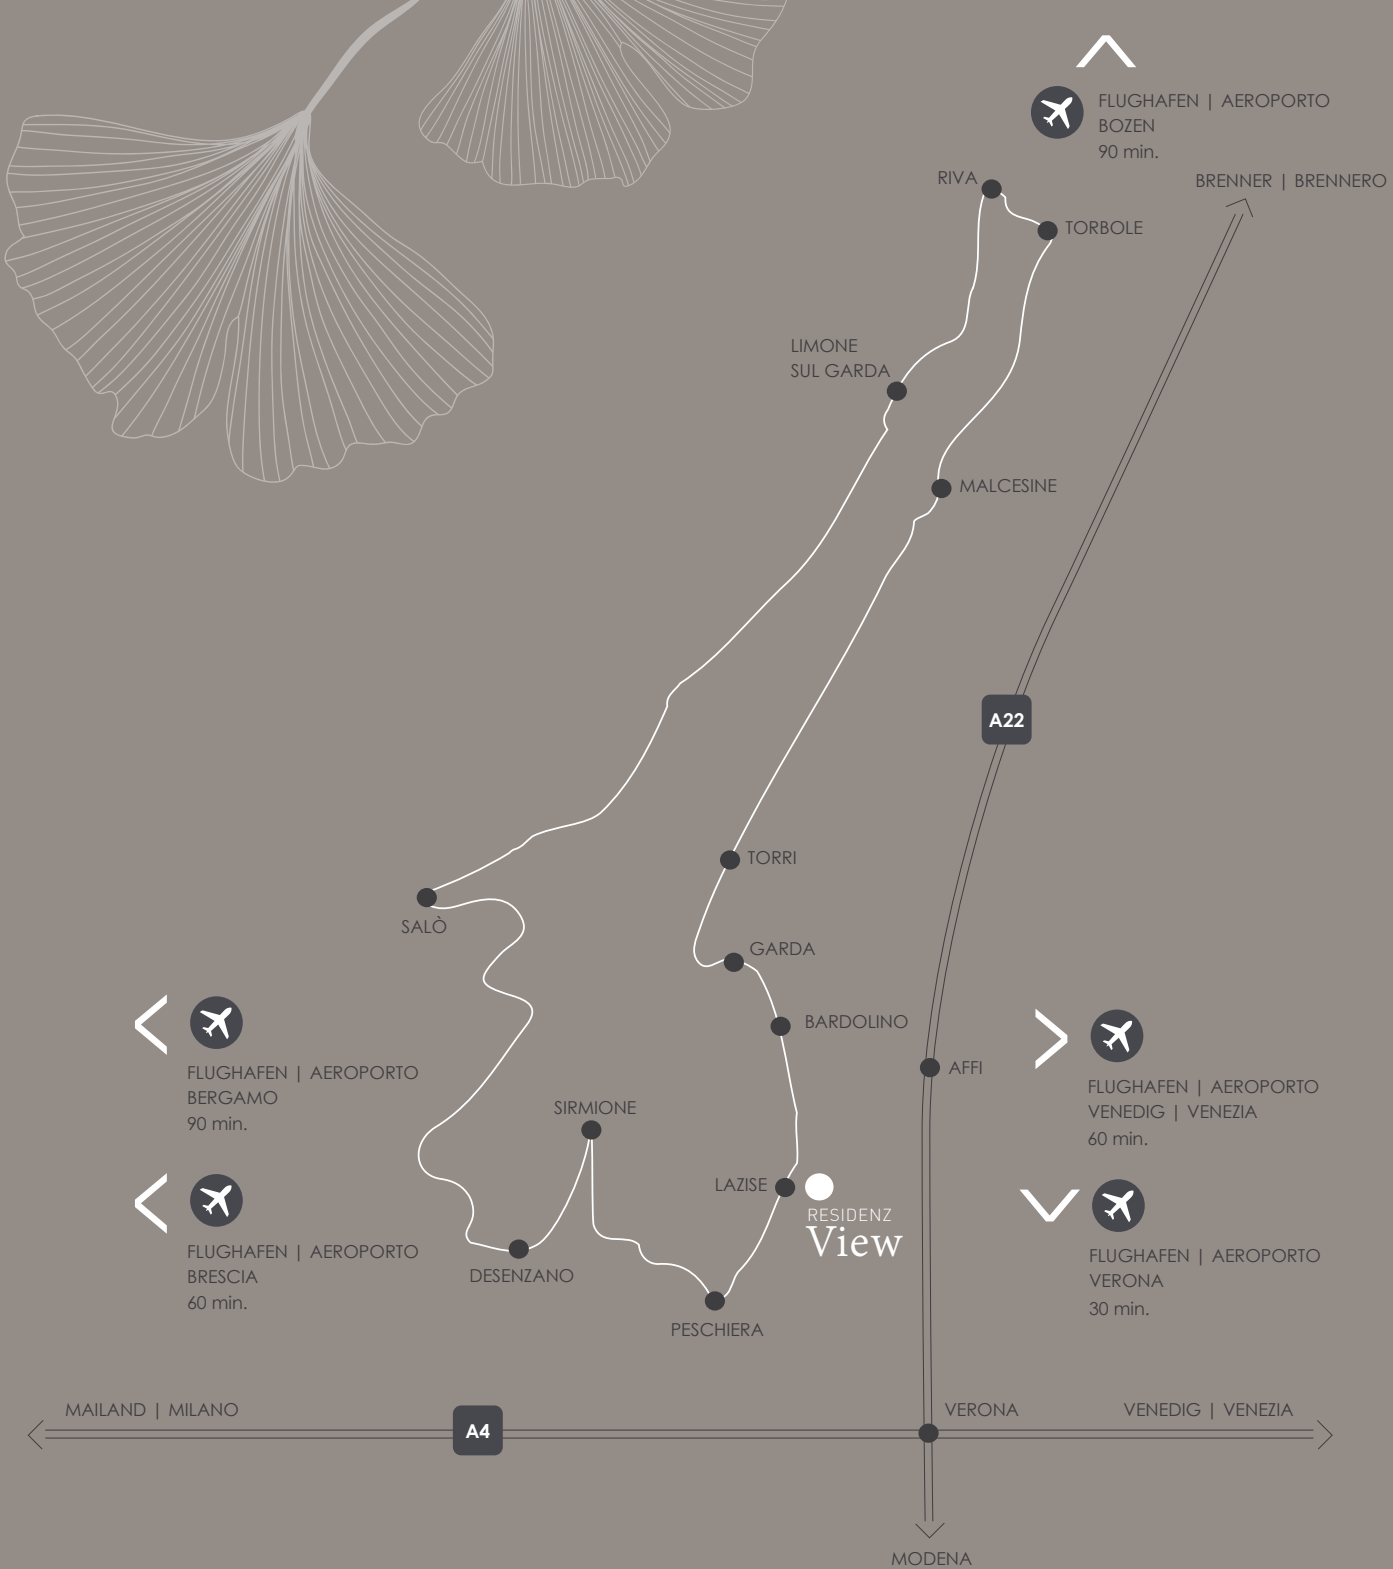 FLUGHAFEN | AEROPORTO
BOZEN
90 min.
RIVA
BRENNER | BRENNERO
TORBOLE
LIMONE
SUL GARDA
MALCESINE
A22
TORRI
SALÒ
GARDA
BARDOLINO
AFFI
FLUGHAFEN | AEROPORTO
BERGAMO
90 min.
FLUGHAFEN | AEROPORTO
VENEDIG | VENEZIA
60 min.
SIRMIONE
LAZISE
RESIDENZ
View
FLUGHAFEN | AEROPORTO
BRESCIA
60 min.
DESENZANO
FLUGHAFEN | AEROPORTO
VERONA
30 min.
PESCHIERA
MAILAND | MILANO
A4
VERONA
VENEDIG | VENEZIA
MODENA